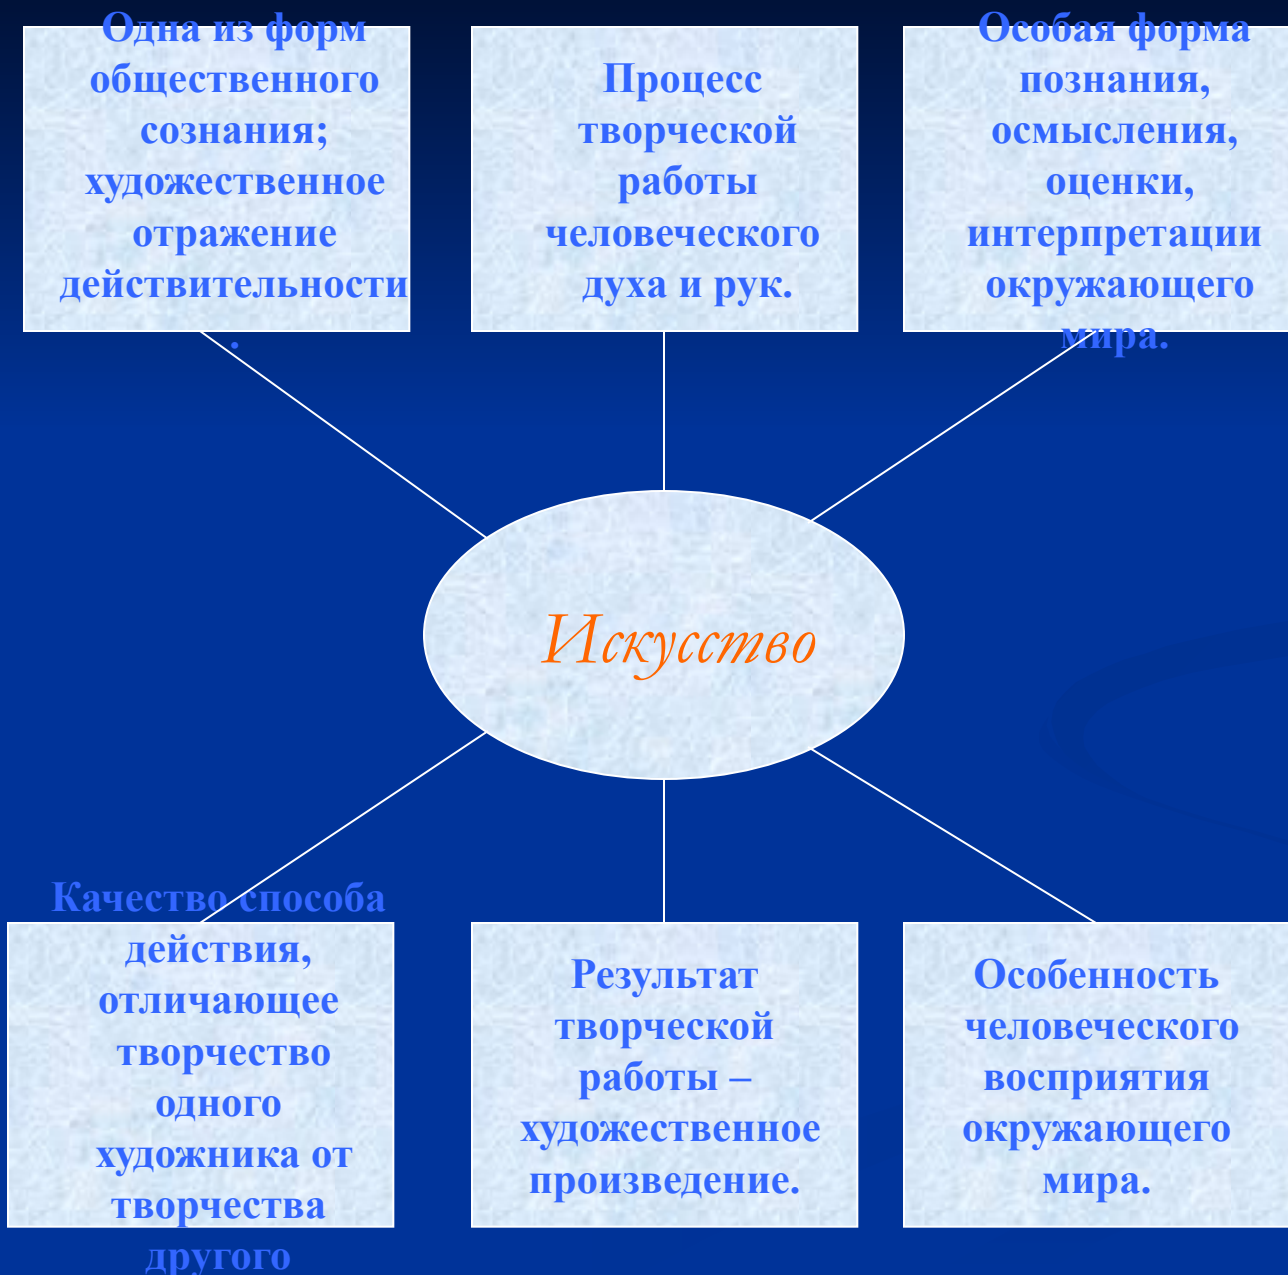 Одна из форм
общественного
сознания;
художественное
отражение
действительности
.
Процесс
творческой
работы
человеческого
духа и рук.
Особая форма
познания,
осмысления,
оценки,
интерпретации
окружающего
мира.
Искусство
Качество способа
действия,
отличающее
творчество
одного
художника от
творчества
другого
Результат
творческой
работы –
художественное
произведение.
Особенность
человеческого
восприятия
окружающего
мира.